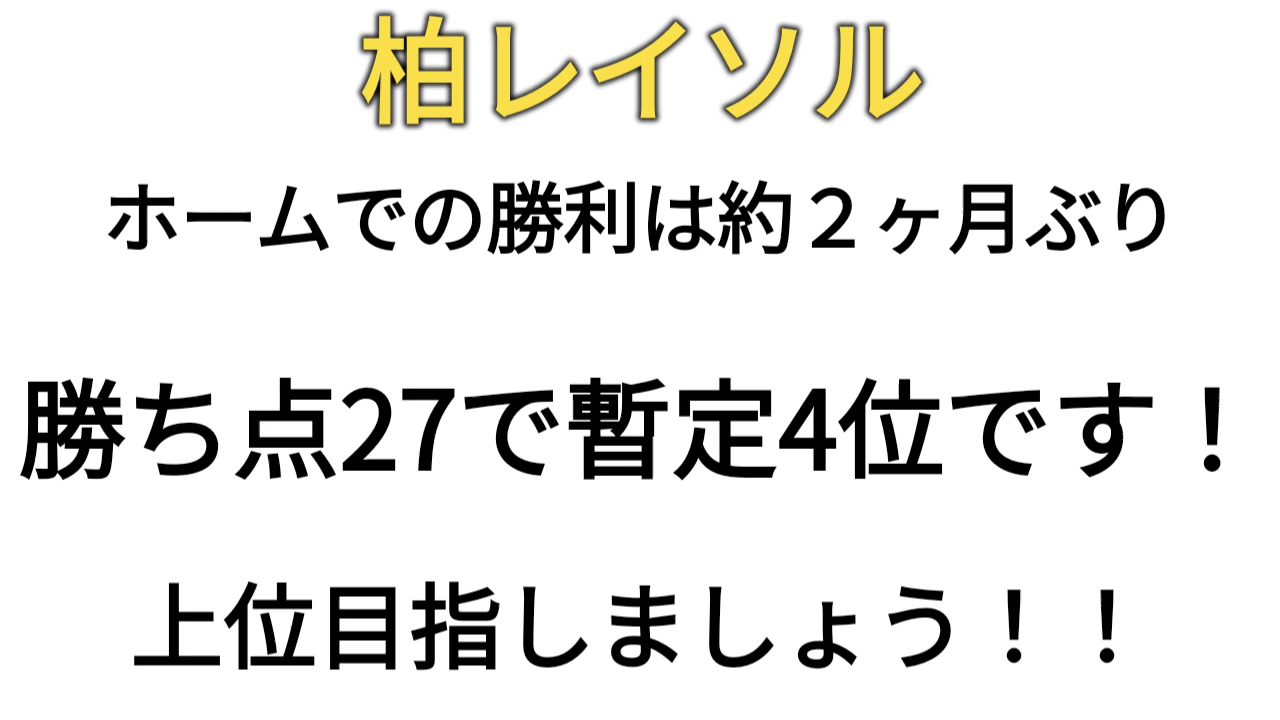 柏レイソル
ホームでの勝利は約２ヶ月ぶり
勝ち点27で暫定4位です！
上位目指しましょう！！